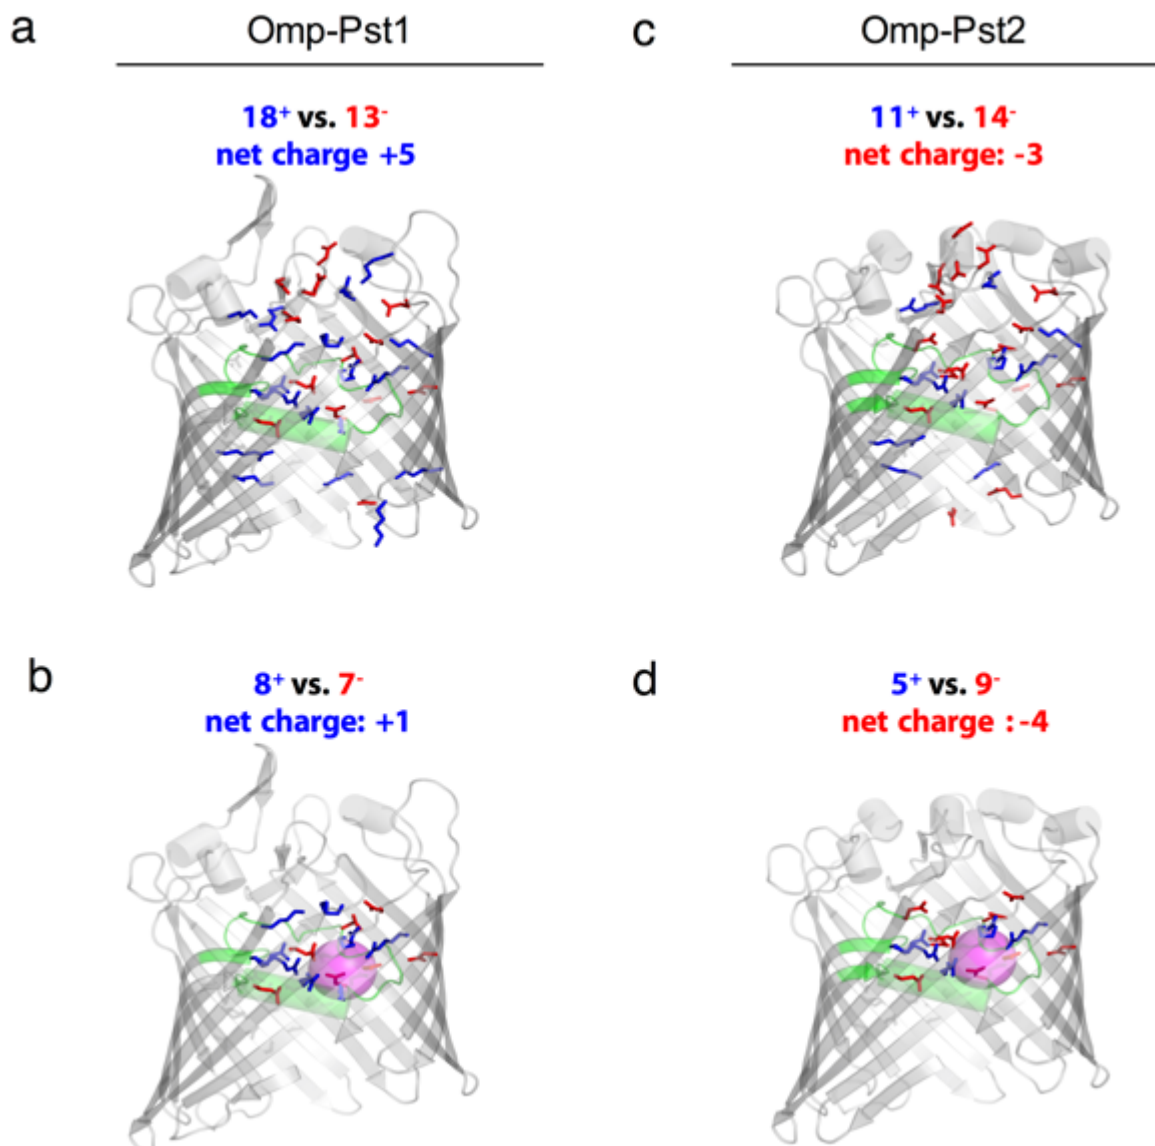 a
Omp-Pst1
18⁺ vs. 13⁻
net charge +5
c
Omp-Pst2
11⁺ vs. 14⁻
net charge: -3
b
8⁺ vs. 7⁻
net charge: +1
d
5⁺ vs. 9⁻
net charge : -4